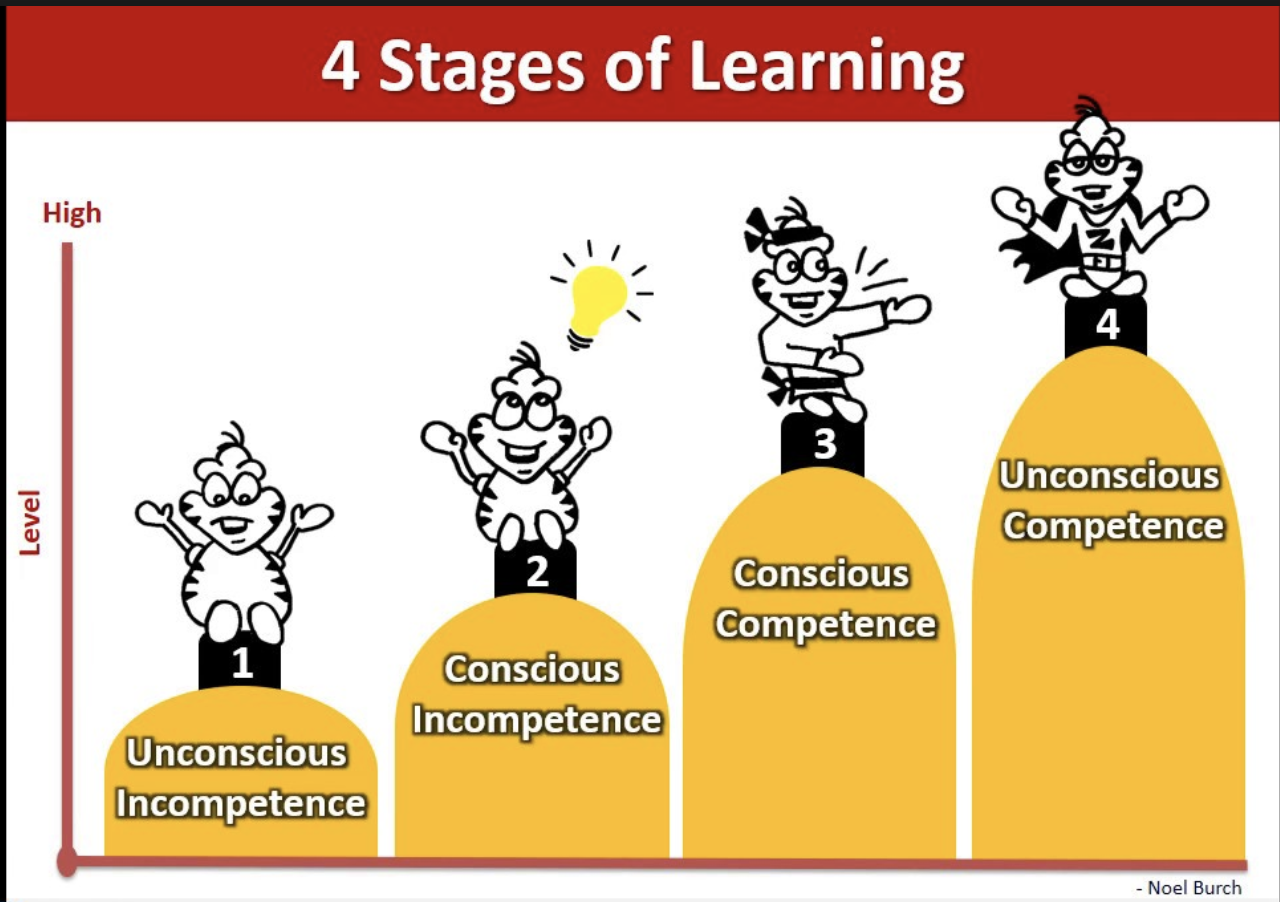 4 Stages of Learning
High
Level
1
Unconscious
Incompetence
2
Conscious
Incompetence
3
Conscious
Competence
Z
4
Unconscious
Competence
- Noel Burch